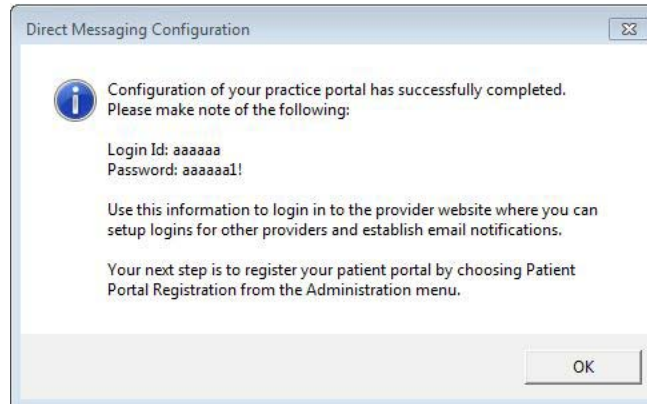 Direct Messaging Configuration
Configuration of your practice portal has successfully completed.
Please make note of the following:
Login Id: aaaaaa
Password: aaaaaa1!
Use this information to login in to the provider website where you can
setup logins for other providers and establish email notifications.
Your next step is to register your patient portal by choosing Patient
Portal Registration from the Administration menu.
OK